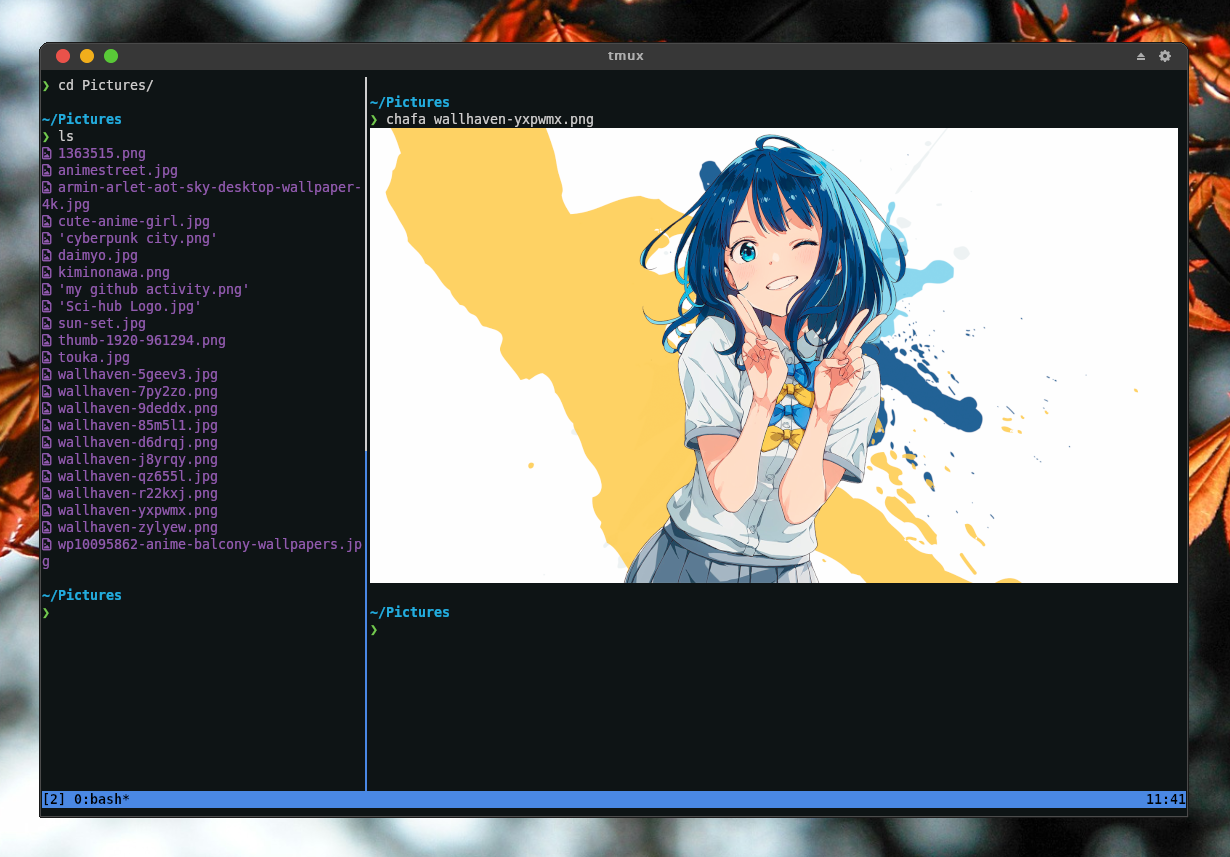 tmux
❯ cd Pictures/
~/Pictures
❯ ls
1363515.png
animestreet.jpg
armin-arlet-aot-sky-desktop-wallpaper-
4k.jpg
cute-anime-girl.jpg
'cyberpunk city.png'
daimyo.jpg
kiminonawa.png
'my github activity.png'
'Sci-hub Logo.jpg'
sun-set.jpg
thumb-1920-961294.png
touka.jpg
wallhaven-5geev3.jpg
wallhaven-7py2zo.png
wallhaven-9deddx.png
wallhaven-85m5l1.jpg
wallhaven-d6drqj.png
wallhaven-j8yrqy.png
wallhaven-qz655l.jpg
wallhaven-r22kxj.png
wallhaven-yxpwmx.png
wallhaven-zylyew.png
wp10095862-anime-balcony-wallpapers.jp
g
~/Pictures
❯
~/Pictures
❯ chafa wallhaven-yxpwmx.png
~/Pictures
❯
[2] 0:bash*
11:41